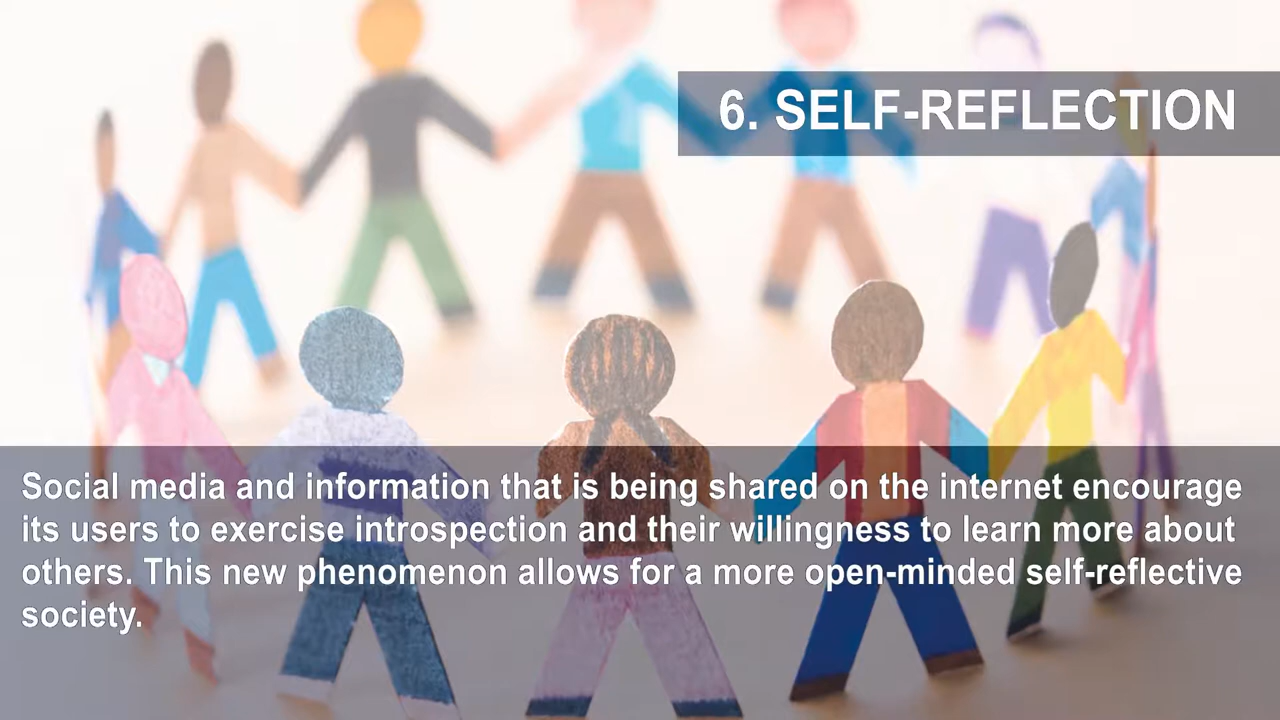 6. SELF-REFLECTION
Social media and information that is being shared on the internet encourage
its users to exercise introspection and their willingness to learn more about
others. This new phenomenon allows for a more open-minded self-reflective
society.